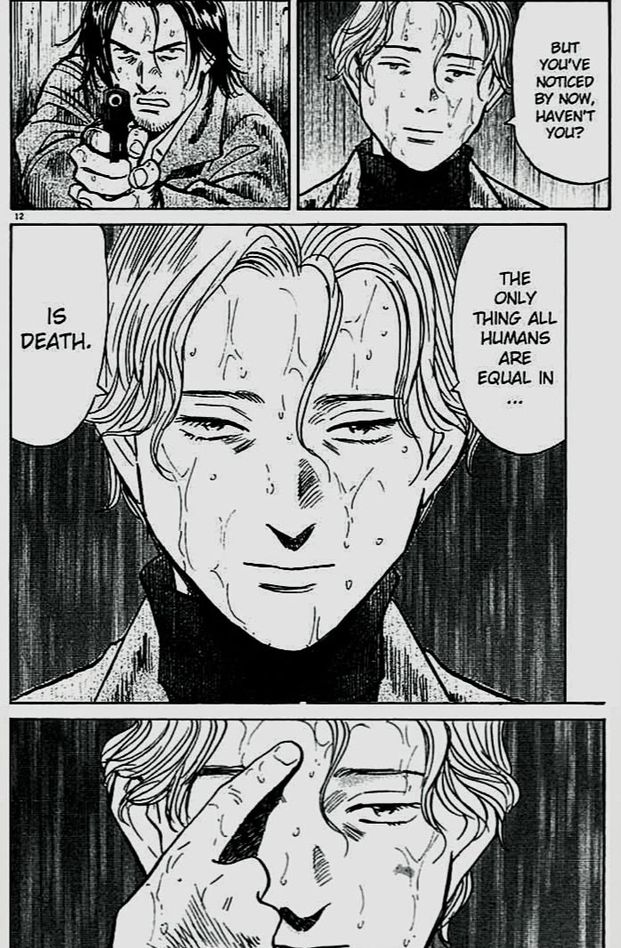 BUT
YOU'VE
NOTICED
BY NOW,
HAVEN'T
YOU?
12
THE
ONLY
THING ALL
HUMANS
ARE
EQUAL IN
...
IS
DEATH.